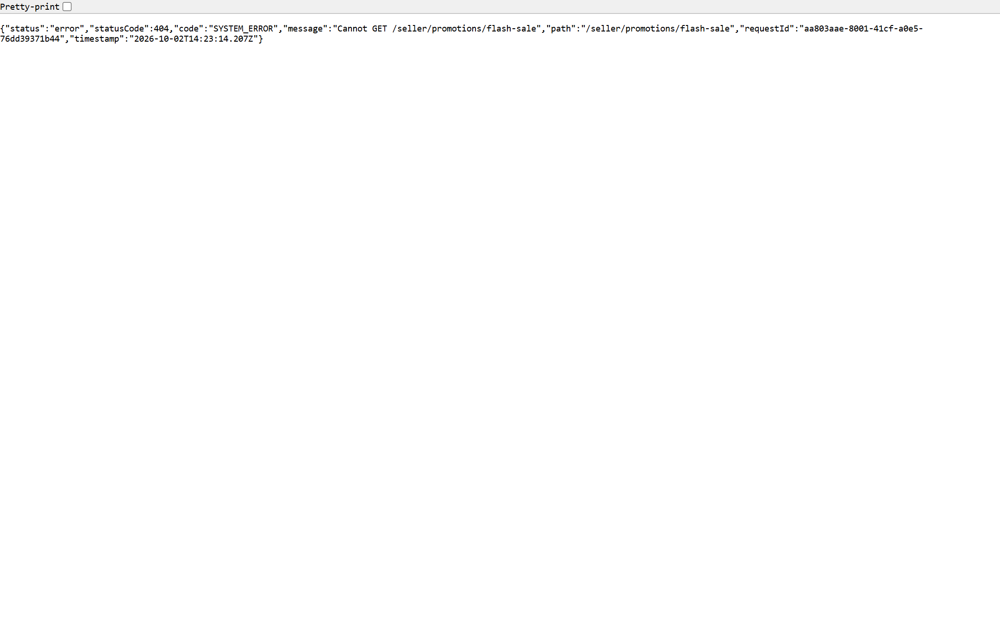 Pretty-print
{"status":"error","statusCode":404,"code":"SYSTEM_ERROR","message":"Cannot GET /seller/promotions/flash-sale","path":"/seller/promotions/flash-sale","requestId":"aa803aae-8001-41cf-a0e5-
76dd39371b44","timestamp":"2026-10-02T14:23:14.207Z"}